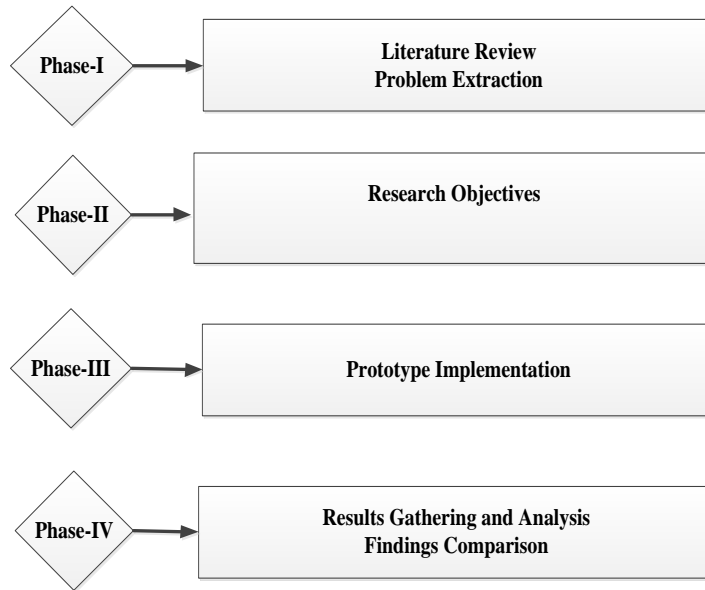 Phase-I
Literature Review
Problem Extraction
Phase-II
Research Objectives
Phase-III
Prototype Implementation
Phase-IV
Results Gathering and Analysis
Findings Comparison